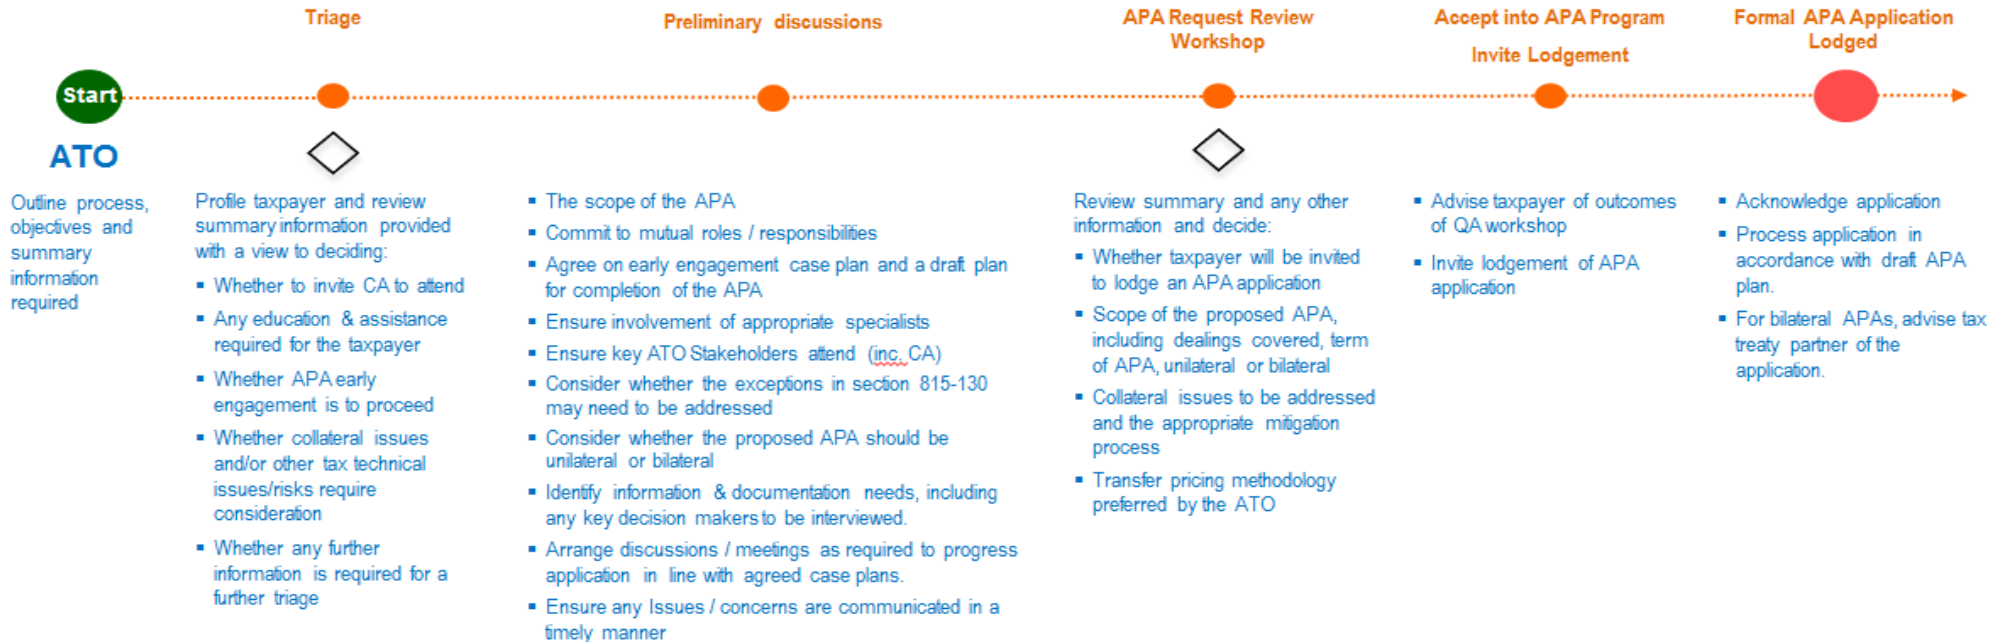 Triage
Preliminary discussions
APA Request Review
Workshop
Accept into APA Program
Invite Lodgement
Formal APA Application
Lodged
Start
ATO
Outline process,
objectives and
summary
information
required
Profile taxpayer and review
summary information provided
with a view to deciding:
▪ Whether to invite CA to attend
▪ Any education & assistance
required for the taxpayer
▪ Whether APA early
engagement is to proceed
▪ Whether collateral issues
and/or other tax technical
issues/risks require
consideration
▪ Whether any further
information is required for a
further triage
▪ The scope of the APA
▪ Commit to mutual roles / responsibilities
▪ Agree on early engagement case plan and a draft plan
for completion of the APA
▪ Ensure involvement of appropriate specialists
▪ Ensure key ATO Stakeholders attend (inc. CA)
▪ Consider whether the exceptions in section 815-130
may need to be addressed
▪ Consider whether the proposed APA should be
unilateral or bilateral
▪ Identify information & documentation needs, including
any key decision makers to be interviewed.
▪ Arrange discussions / meetings as required to progress
application in line with agreed case plans.
▪ Ensure any Issues / concerns are communicated in a
timely manner
Review summary and any other
information and decide:
▪ Whether taxpayer will be invited
to lodge an APA application
▪ Scope of the proposed APA,
including dealings covered, term
of APA, unilateral or bilateral
▪ Collateral issues to be addressed
and the appropriate mitigation
process
▪ Transfer pricing methodology
preferred by the ATO
▪ Advise taxpayer of outcomes
of QA workshop
▪ Invite lodgement of APA
application
▪ Acknowledge application
▪ Process application in
accordance with draft APA
plan.
▪ For bilateral APAs, advise tax
treaty partner of the
application.